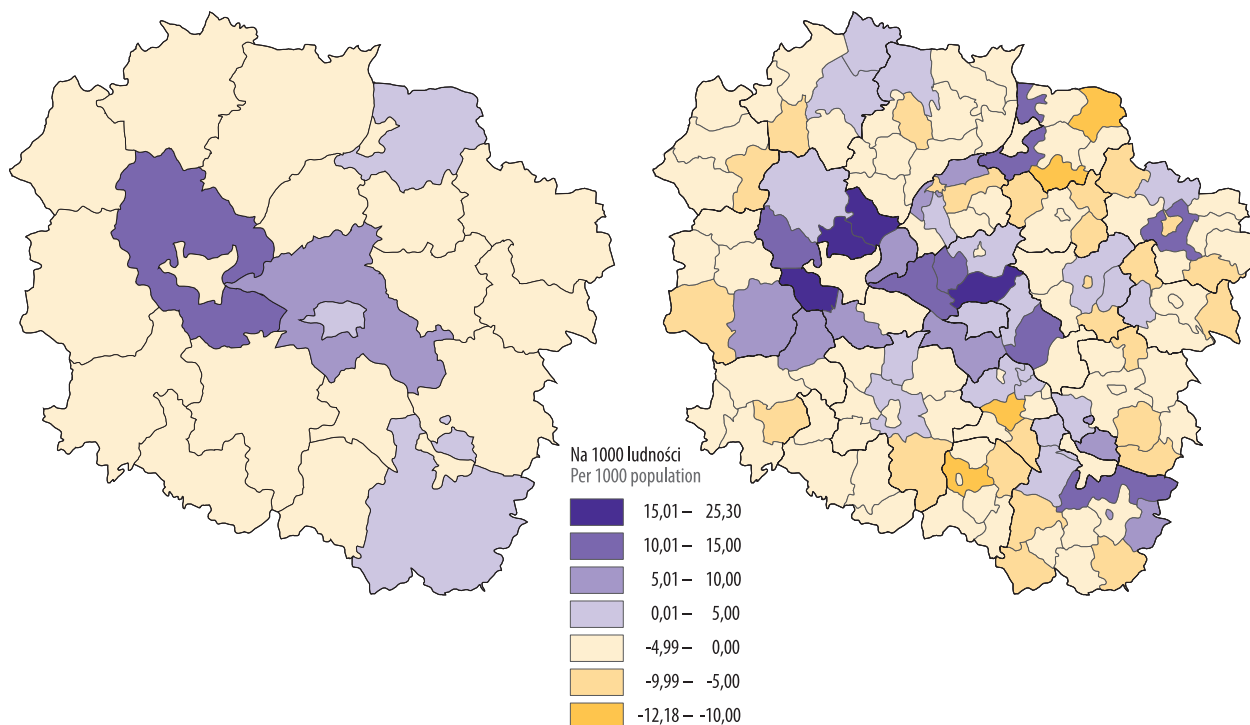 Na 1000 ludności
Per 1000 population
15,01 – 25,30
10,01 – 15,00
5,01 – 10,00
0,01 – 5,00
-4,99 – 0,00
-9,99 – -5,00
-12,18 – -10,00